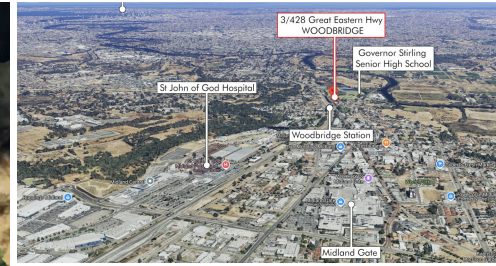 3/428 Great Eastern Hwy
WOODBRIDGE
Governor Stirling
Senior High School
St John of God Hospital
Woodbridge Station
Midland Gate